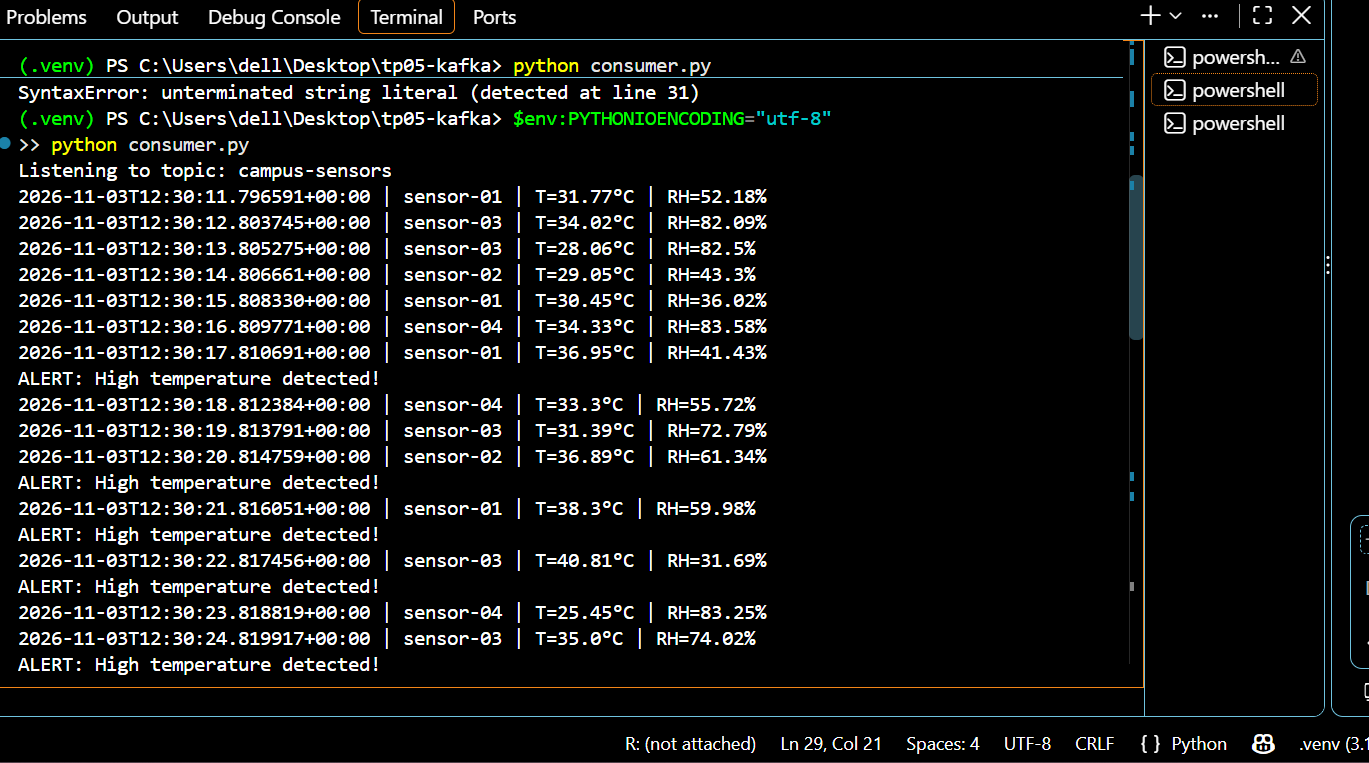 Problems Output Debug Console Terminal Ports
(.venv) PS C:\Users\dell\Desktop\tp05-kafka> python consumer.py
SyntaxError: unterminated string literal (detected at line 31)
(.venv) PS C:\Users\dell\Desktop\tp05-kafka> $env:PYTHONIOENCODING="utf-8"
>> python consumer.py
Listening to topic: campus-sensors
2026-11-03T12:30:11.796591+00:00 | sensor-01 | T=31.77°C | RH=52.18%
2026-11-03T12:30:12.803745+00:00 | sensor-03 | T=34.02°C | RH=82.09%
2026-11-03T12:30:13.805275+00:00 | sensor-03 | T=28.06°C | RH=82.5%
2026-11-03T12:30:14.806661+00:00 | sensor-02 | T=29.05°C | RH=43.3%
2026-11-03T12:30:15.808330+00:00 | sensor-01 | T=30.45°C | RH=36.02%
2026-11-03T12:30:16.809771+00:00 | sensor-04 | T=34.33°C | RH=83.58%
2026-11-03T12:30:17.810691+00:00 | sensor-01 | T=36.95°C | RH=41.43%
ALERT: High temperature detected!
2026-11-03T12:30:18.812384+00:00 | sensor-04 | T=33.3°C | RH=55.72%
2026-11-03T12:30:19.813791+00:00 | sensor-03 | T=31.39°C | RH=72.79%
2026-11-03T12:30:20.814759+00:00 | sensor-02 | T=36.89°C | RH=61.34%
ALERT: High temperature detected!
2026-11-03T12:30:21.816051+00:00 | sensor-01 | T=38.3°C | RH=59.98%
ALERT: High temperature detected!
2026-11-03T12:30:22.817456+00:00 | sensor-03 | T=40.81°C | RH=31.69%
ALERT: High temperature detected!
2026-11-03T12:30:23.818819+00:00 | sensor-04 | T=25.45°C | RH=83.25%
2026-11-03T12:30:24.819917+00:00 | sensor-03 | T=35.0°C | RH=74.02%
ALERT: High temperature detected!
powersh...
powershell
powershell
R: (not attached) Ln 29, Col 21 Spaces: 4 UTF-8 CRLF { } Python .venv (3.1